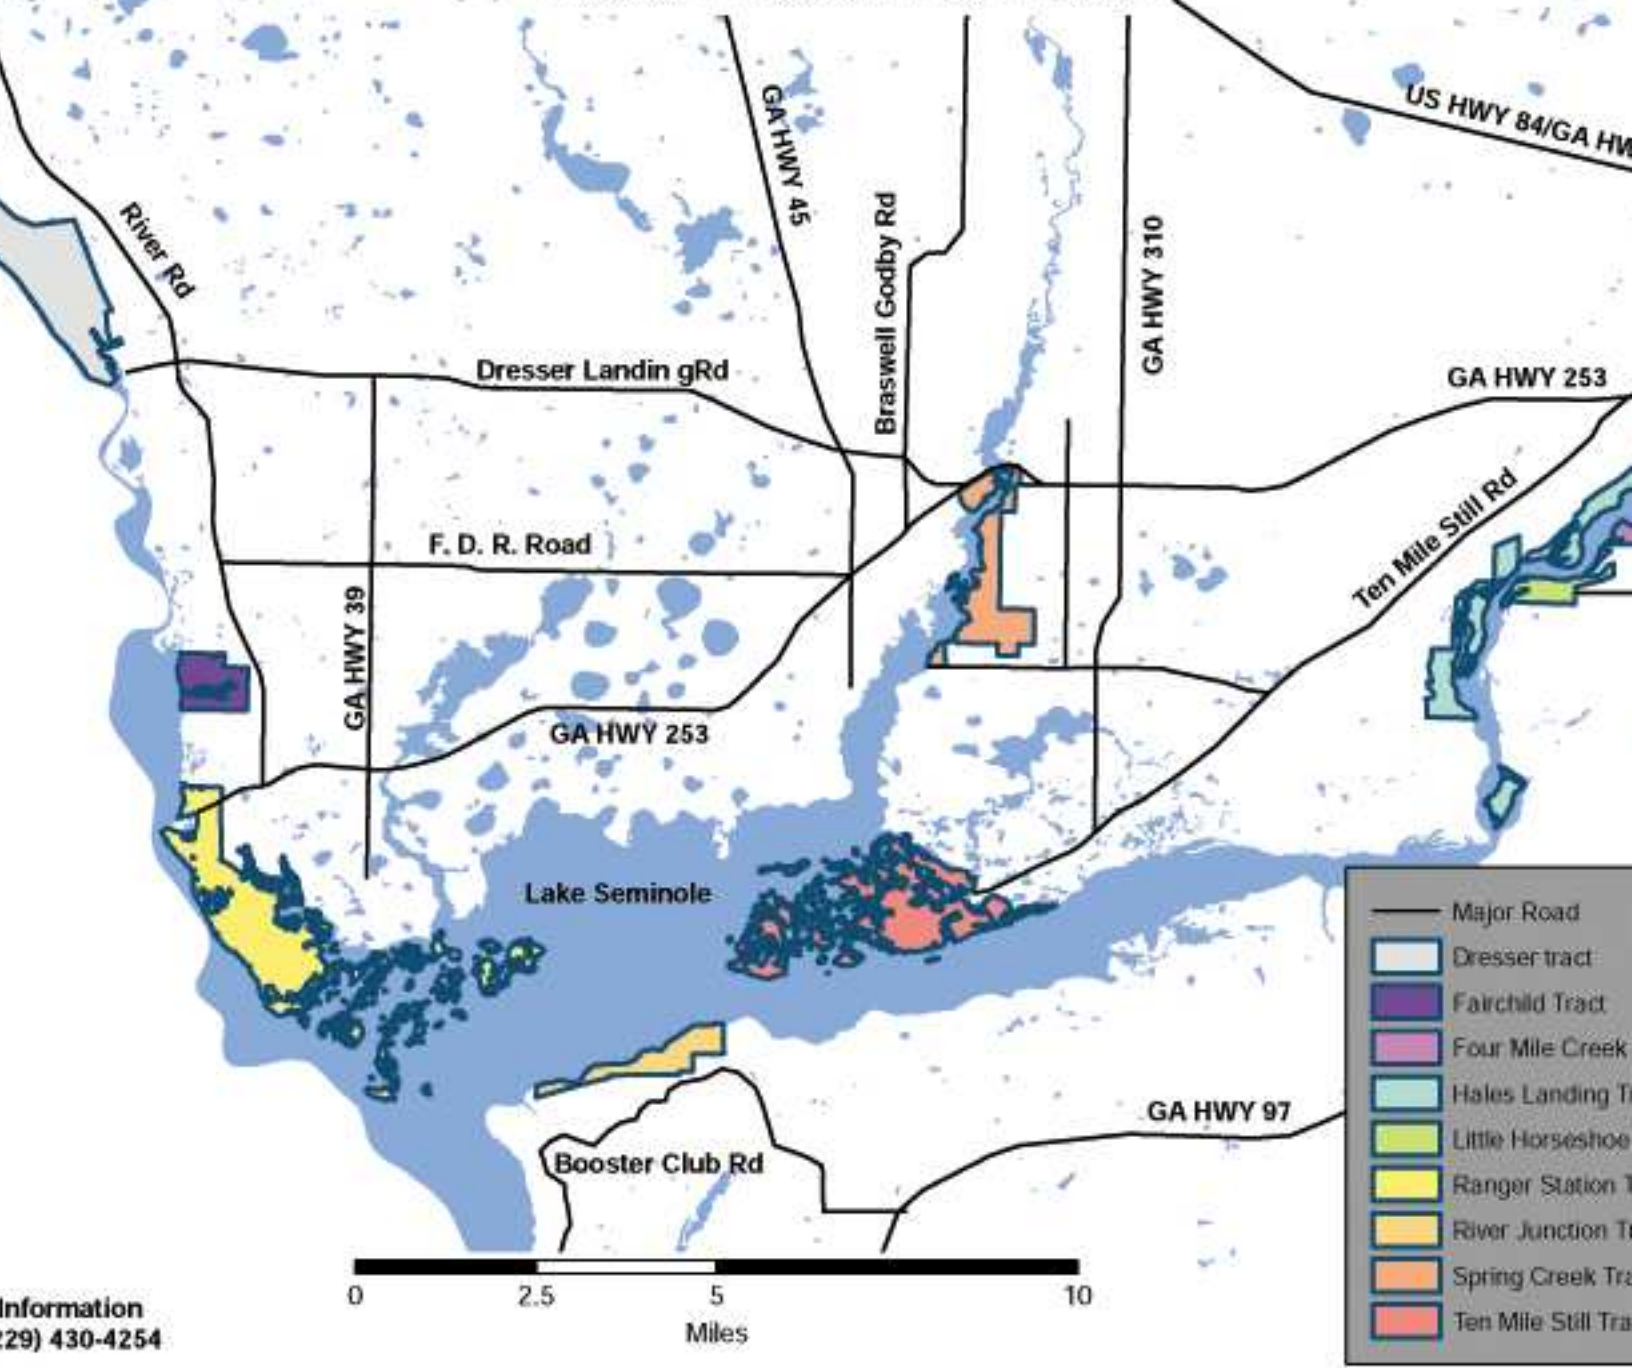 US HWY 84/GA HW
GA HWY 45
River Rd
Braswell Godby Rd
GA HWY 310
Dresser Landin gRd
GA HWY 253
Ten Mile Still Rd
F. D. R. Road
GA HWY 39
GA HWY 253
Lake Seminole
Major Road
Dresser tract
Fairchild Tract
Four Mile Creek
Hales Landing T
Little Horseshoe
Ranger Station T
River Junction Tr
Spring Creek Tra
Ten Mile Still Tra
GA HWY 97
Booster Club Rd
0 2.5 5 10
Miles
Information
229) 430-4254